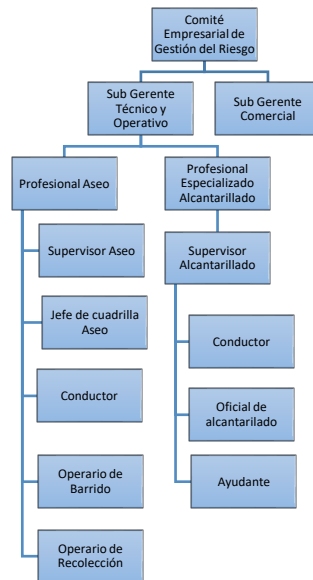 Comité
Empresarial de
Gestión del Riesgo
Sub Gerente
Técnico y
Operativo
Sub Gerente
Comercial
Profesional Aseo
Profesional
Especializado
Alcantarillado
Supervisor Aseo
Supervisor
Alcantarillado
Jefe de cuadrilla
Aseo
Conductor
Conductor
Oficial de
alcantarilado
Operario de
Barrido
Ayudante
Operario de
Recolección